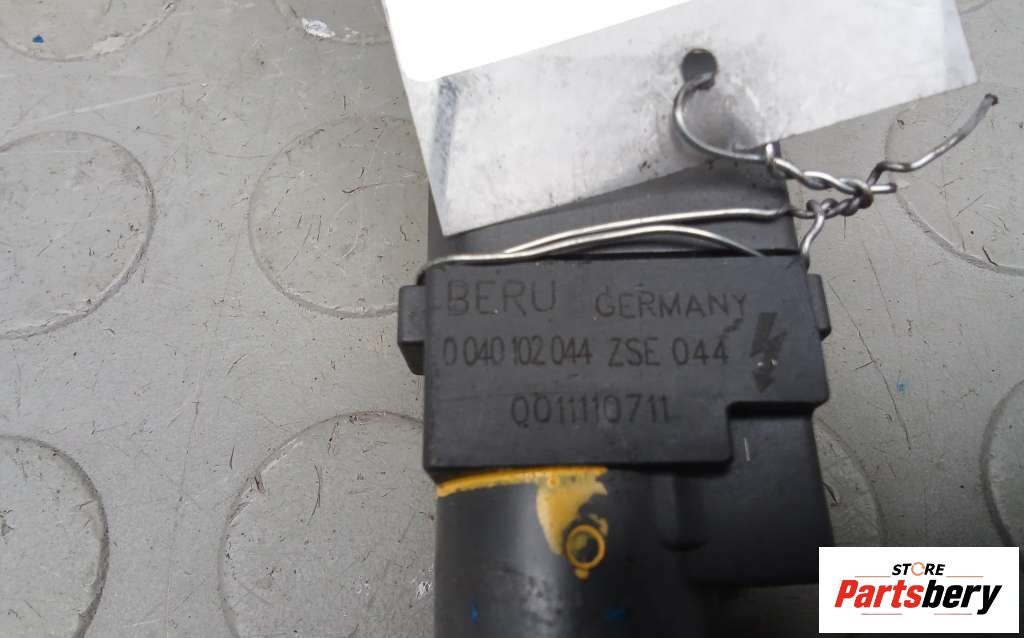 BERU GERMANY
0 040 102 044 ZSE 044
Q011110711
STORE
Partsbery